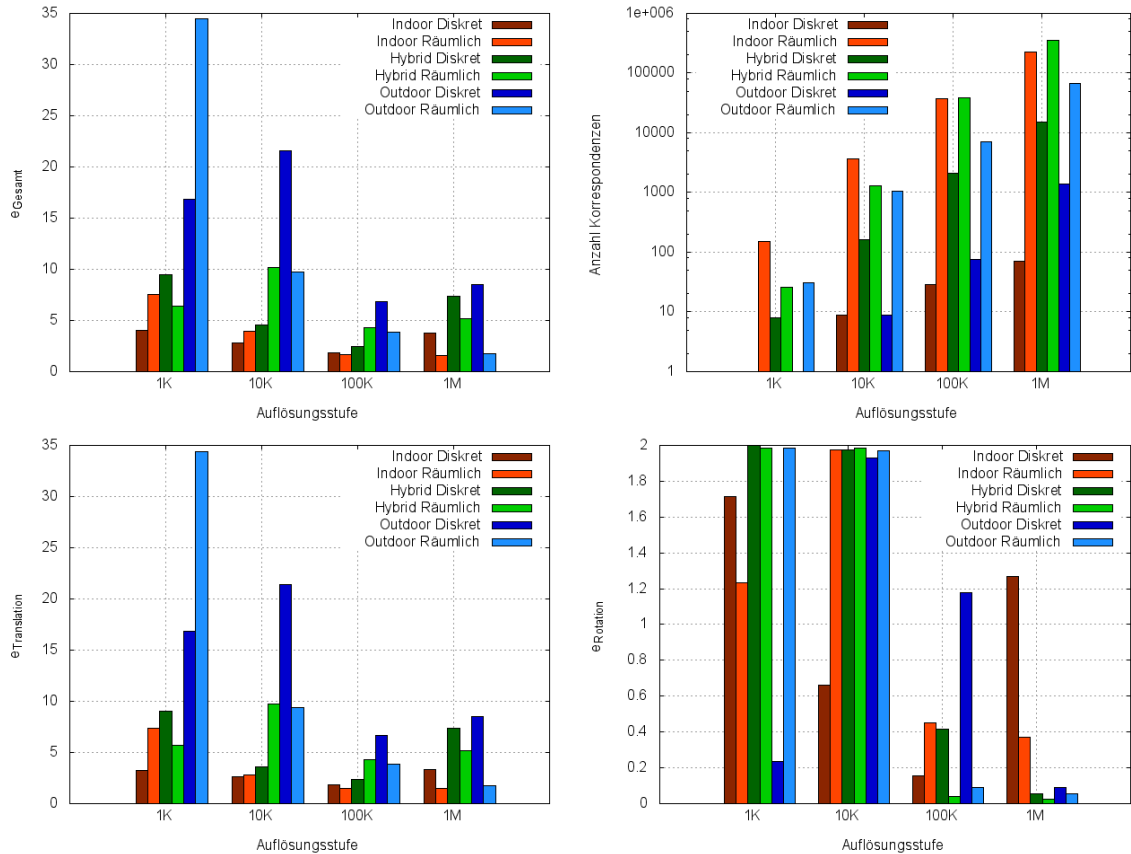 35
30
25
20
15
10
5
0
e Gesamt
Indoor Diskret
Indoor Räumlich
Hybrid Diskret
Hybrid Räumlich
Outdoor Diskret
Outdoor Räumlich
1K 10K 100K 1M
Auflösungsstufe
1e+006
100000
10000
1000
100
10
1
Anzahl Korrespondenzen
Indoor Diskret
Indoor Räumlich
Hybrid Diskret
Hybrid Räumlich
Outdoor Diskret
Outdoor Räumlich
1K 10K 100K 1M
Auflösungsstufe
35
30
25
20
15
10
5
0
e Translation
Indoor Diskret
Indoor Räumlich
Hybrid Diskret
Hybrid Räumlich
Outdoor Diskret
Outdoor Räumlich
1K 10K 100K 1M
Auflösungsstufe
2
1.8
1.6
1.4
1.2
1
0.8
0.6
0.4
0.2
0
e Rotation
Indoor Diskret
Indoor Räumlich
Hybrid Diskret
Hybrid Räumlich
Outdoor Diskret
Outdoor Räumlich
1K 10K 100K 1M
Auflösungsstufe